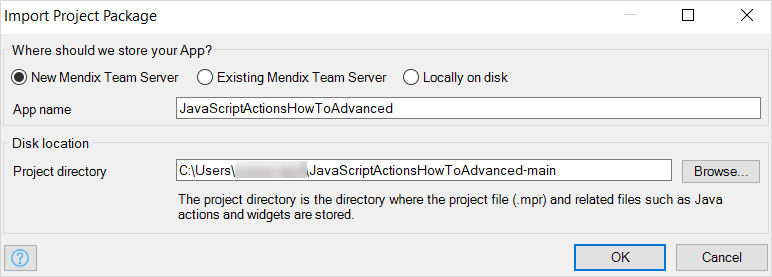 Import Project Package
Where should we store your App?
New Mendix Team Server Existing Mendix Team Server Locally on disk
App name JavaScriptActionsHowToAdvanced
Disk location
Project directory C:\Users\ \JavaScriptActionsHowToAdvanced-main Browse...
The project directory is the directory where the project file (.mpr) and related files such as Java
actions and widgets are stored.
? OK Cancel